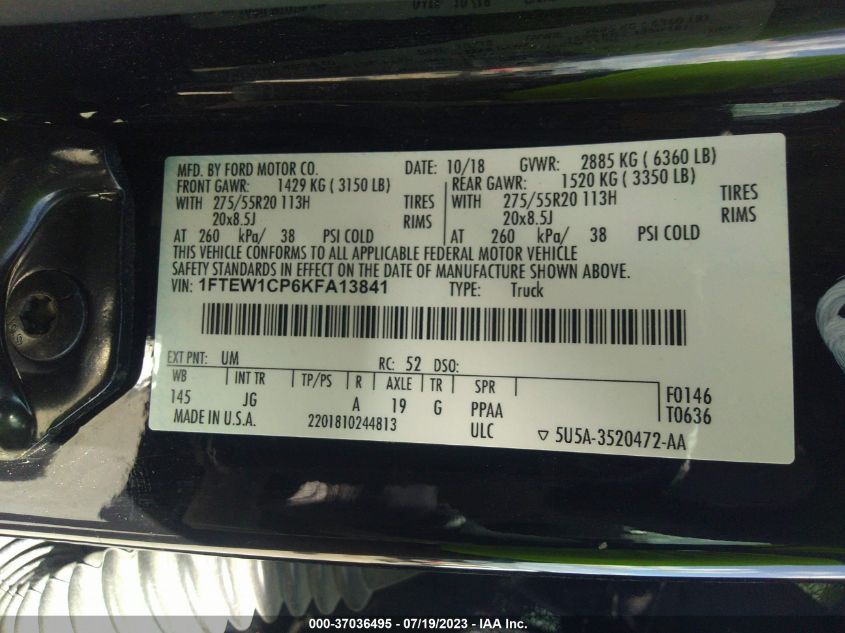 MFD. BY FORD MOTOR CO. DATE: 10/18 GVWR: 2885 KG ( 6360 LB)
FRONT GAWR: 1429 KG ( 3150 LB) REAR GAWR: 1520 KG ( 3350 LB)
WITH 275/55R20 113H TIRES WITH 275/55R20 113H TIRES
20x8.5J RIMS 20x8.5J RIMS
AT 260 kPa/ 38 PSI COLD AT 260 kPa/ 38 PSI COLD
THIS VEHICLE CONFORMS TO ALL APPLICABLE FEDERAL MOTOR VEHICLE
SAFETY STANDARDS IN EFFECT ON THE DATE OF MANUFACTURE SHOWN ABOVE.
VIN: 1FTEW1CP6KFA13841 TYPE: Truck
EXT PNT: UM RC: 52 DSO:
WB INT TR TP/PS R AXLE TR SPR F0146
145 JG A 19 G PPAA T0636
MADE IN U.S.A. 2201810244813 ULC ▽ 5U5A-3520472-AA
000-37036495 - 07/19/2023 - IAA Inc.